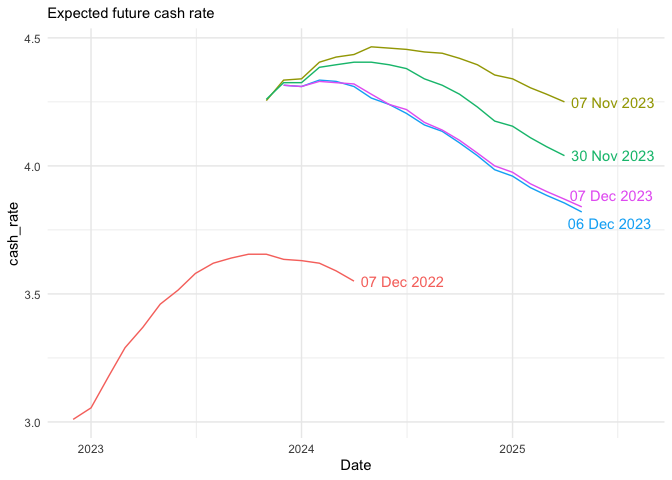 Expected future cash rate
4.5
4.0
3.5
3.0
cash_rate
07 Nov 2023
30 Nov 2023
07 Dec 2023
06 Dec 2023
07 Dec 2022
2023
2024
2025
Date